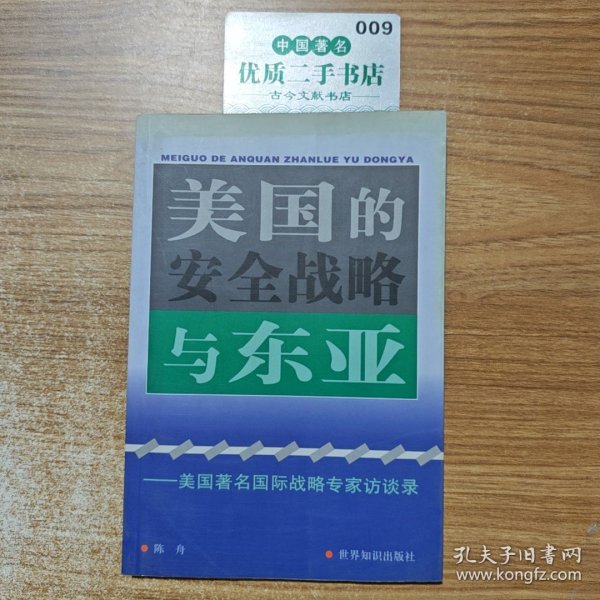 009
中国著名
优质二手书店
古今文献书店
MEIGUO DE ANQUAN ZHANLUE YU DONGYA
美国的
安全战略
与东亚
——美国著名国际战略专家访谈录
陈舟
世界知识出版社
孔夫子旧书网
www.kongfz.com